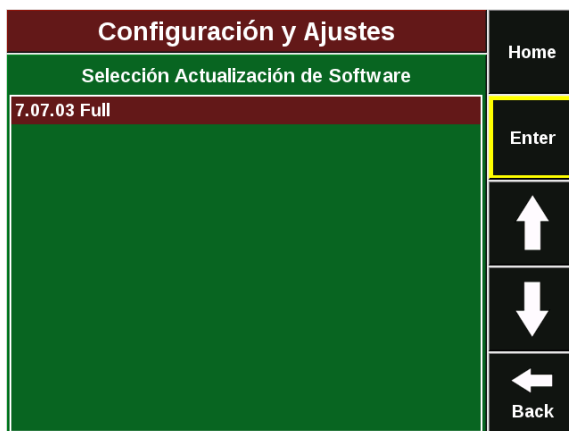 Configuración y Ajustes
Selección Actualización de Software
7.07.03 Full
Home
Enter
Back